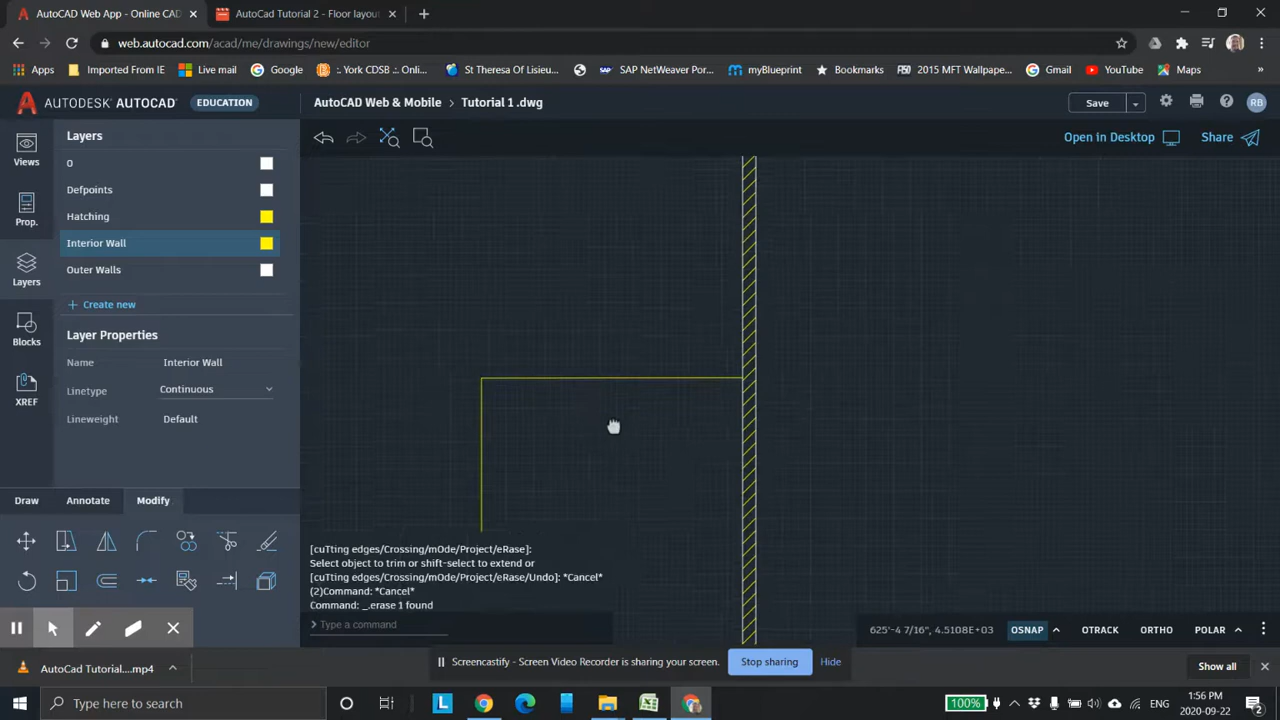 AutoCAD Web App - Online CAD
AutoCad Tutorial 2 - Floor layou
web.autocad.com/acad/me/drawings/new/editor
Apps
Imported From IE
Live mail
Google
:. York CDSB .: Onli...
St Theresa Of Lisieu...
SAP NetWeaver Por...
myBlueprint
Bookmarks
2015 MFT Wallpape...
Gmail
YouTube
Maps
AUTODESK® AUTOCAD®
EDUCATION
AutoCAD Web & Mobile > Tutorial 1 .dwg
Save
RB
Open in Desktop
Share
Views
Prop.
Layers
Blocks
XREF
Layers
0
Defpoints
Hatching
Interior Wall
Outer Walls
+ Create new
Layer Properties
Name Interior Wall
Linetype Continuous
Lineweight Default
Draw
Annotate
Modify
[cuTting edges/Crossing/mOde/Project/eRase]:
Select object to trim or shift-select to extend or
[cuTting edges/Crossing/mOde/Project/eRase/Undo]: *Cancel*
(2)Command: *Cancel*
Command: _.erase 1 found
Type a command
625'-4 7/16", 4.5108E+03
OSNAP
OTRACK
ORTHO
POLAR
AutoCad Tutorial....mp4
Screencastify - Screen Video Recorder is sharing your screen.
Stop sharing
Hide
Show all
Type here to search
100%
ENG
1:56 PM
2020-09-22
2